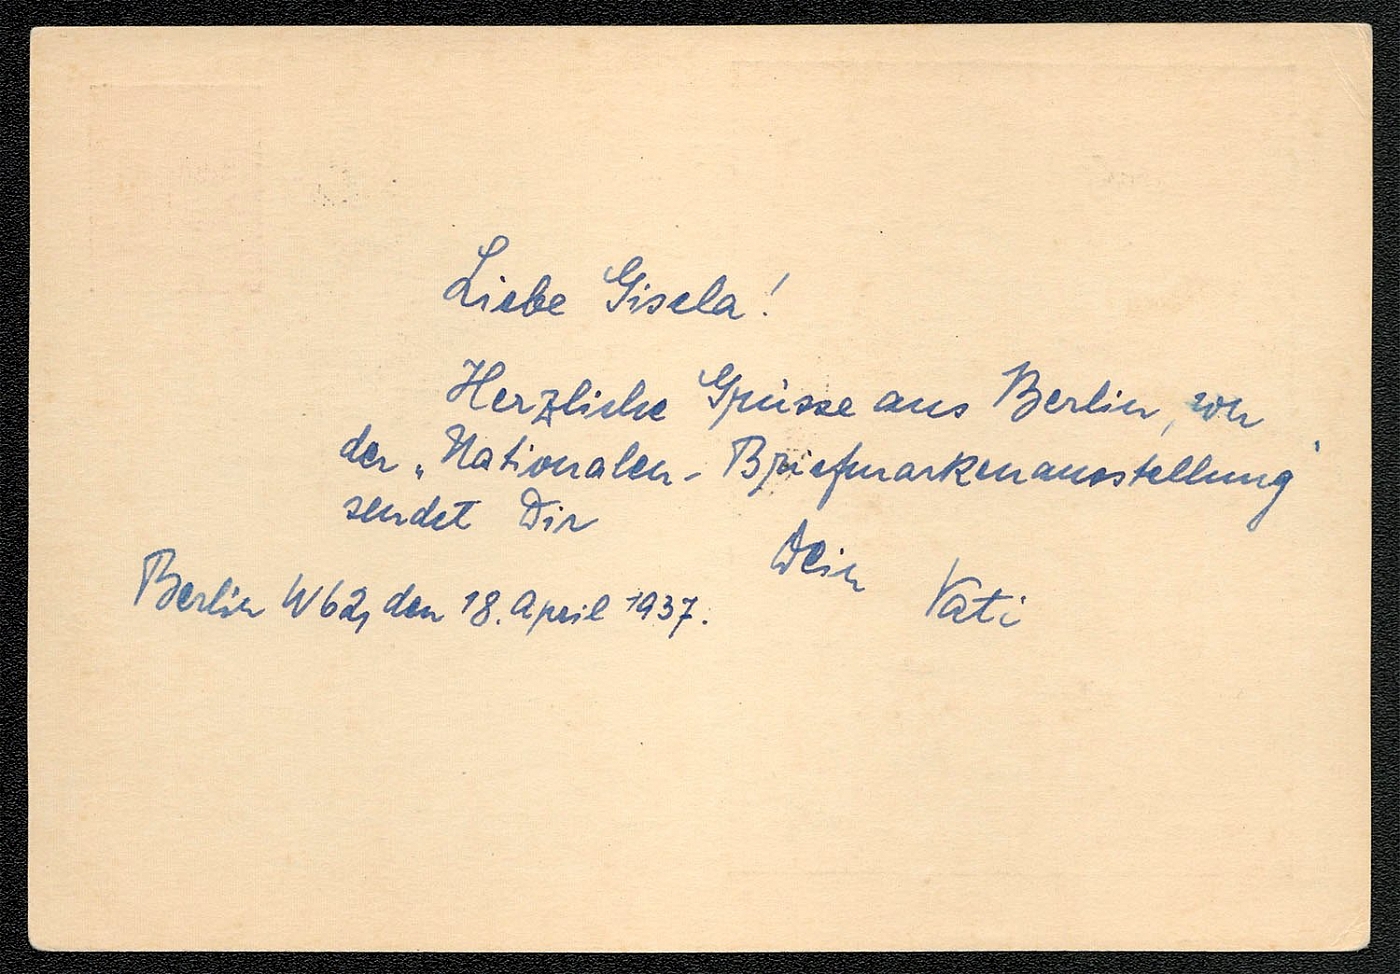 Liebe Gisela!
Herzliche Grüsse aus Berlin, von
der „Nationalen-Briefmarkenausstellung"
sendet Dir
Dein Vati
Berlin W62, den 18. April 1937.